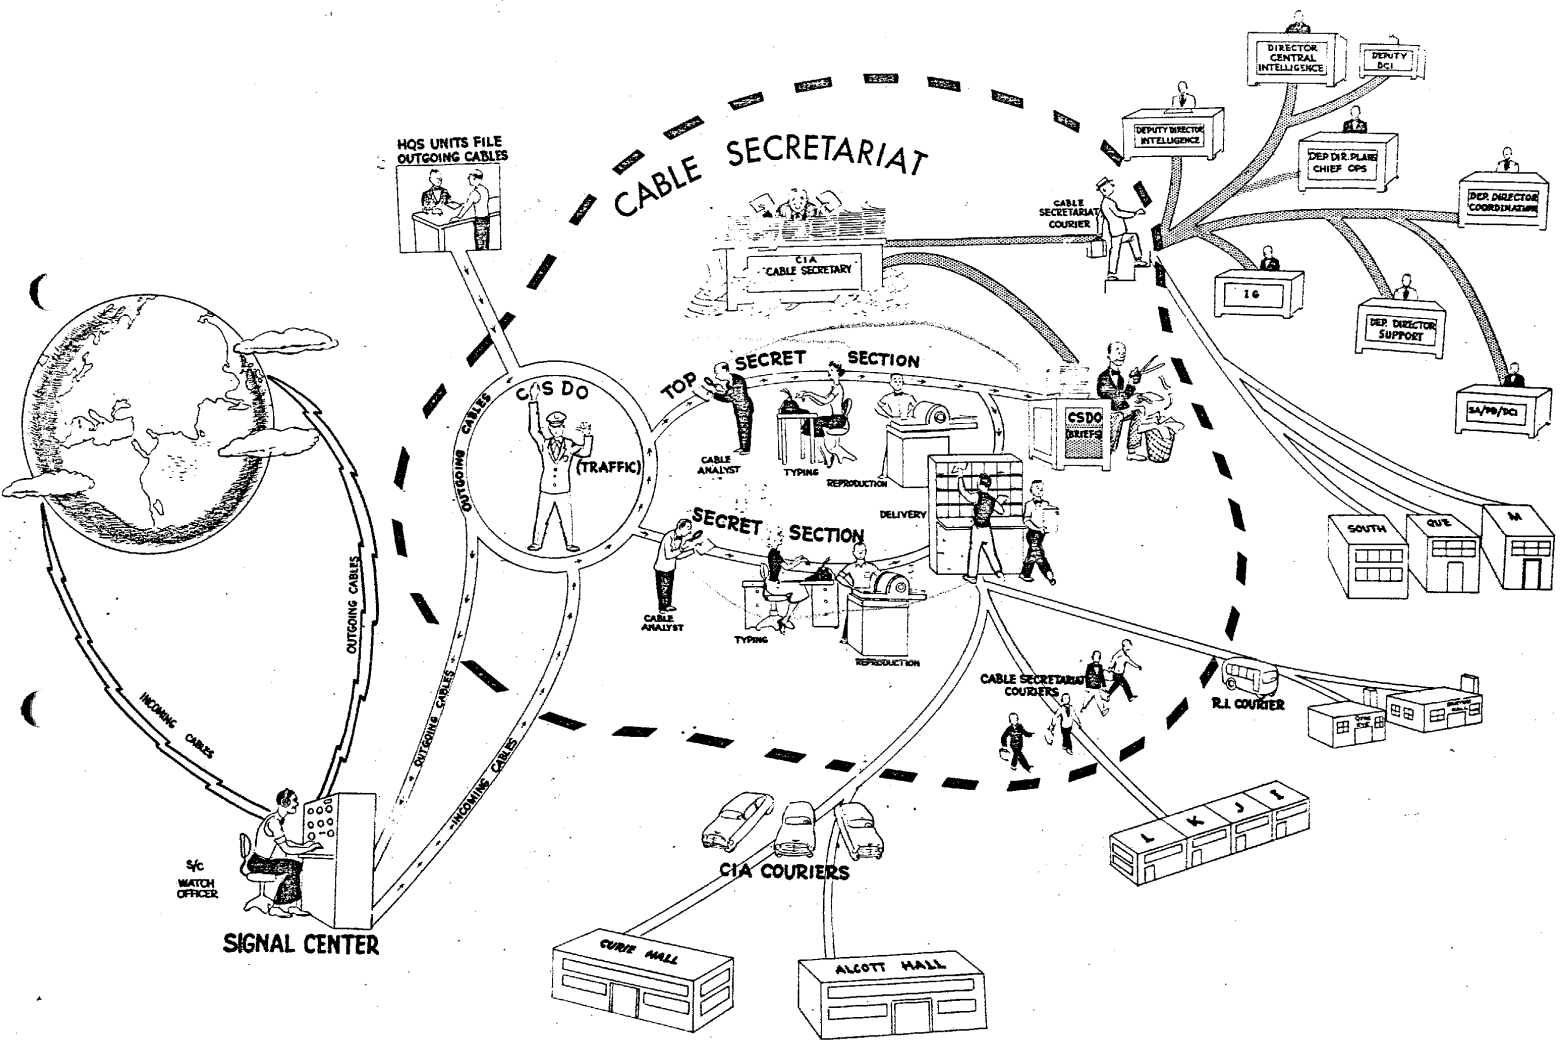 HQS UNITS FILE
OUTGOING CABLES
CABLE SECRETARIAT
CIA
CABLE SECRETARY
CABLE
SECRETARIAT
COURIER
DIRECTOR
CENTRAL
INTELLIGENCE
DEPUTY
DCI
DEPUTY DIRECTOR
INTELLIGENCE
DEP. DIR. PLANS
CHIEF OPS
DEP. DIRECTOR
COORDINATION
IG
DEP. DIRECTOR
SUPPORT
SA/PB/DCI
CSDO
(TRAFFIC)
OUTGOING CABLES
TOP SECRET SECTION
CABLE
ANALYST
TYPING
REPRODUCTION
CSDO
(BRIEFS)
DELIVERY
SECRET SECTION
CABLE
ANALYST
TYPING
REPRODUCTION
SOUTH
QUE
M
OUTGOING CABLES
INCOMING CABLES
OUTGOING CABLES
INCOMING CABLES
CABLE SECRETARIAT
COURIERS
R.I. COURIER
L K J I
CIA COURIERS
S/C
WATCH
OFFICER
SIGNAL CENTER
CURIE HALL
ALCOTT HALL